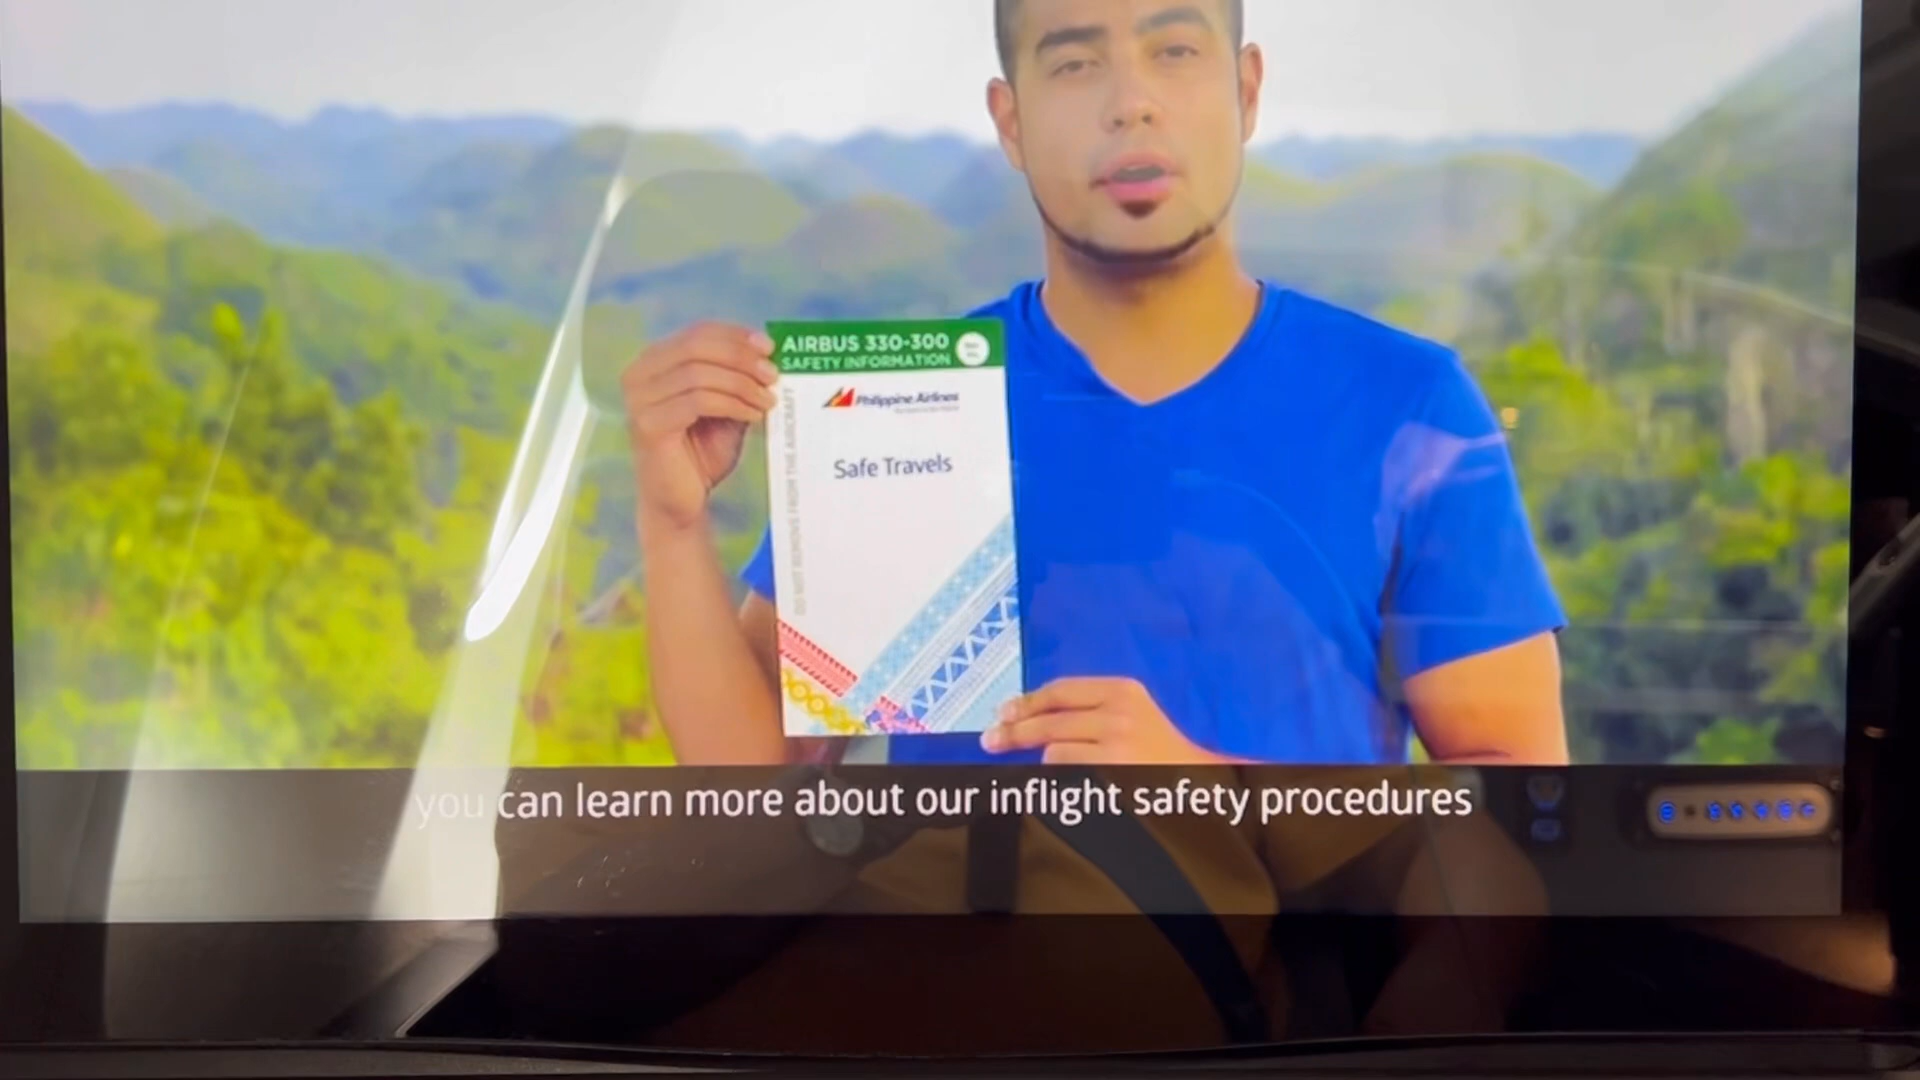 AIRBUS 330-300
SAFETY INFORMATION
Philippine Airlines
Safe Travels
DO NOT REMOVE FROM THE AIRCRAFT
you can learn more about our inflight safety procedures